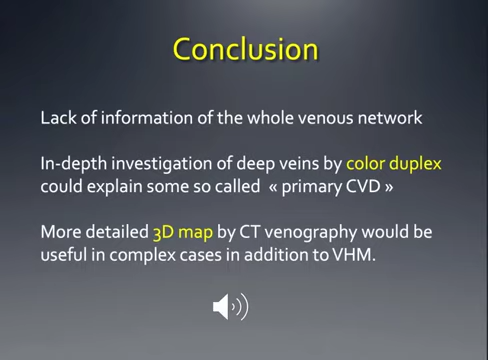 Conclusion
Lack of information of the whole venous network
In-depth investigation of deep veins by color duplex
could explain some so called « primary CVD »
More detailed 3D map by CT venography would be
useful in complex cases in addition to VHM.